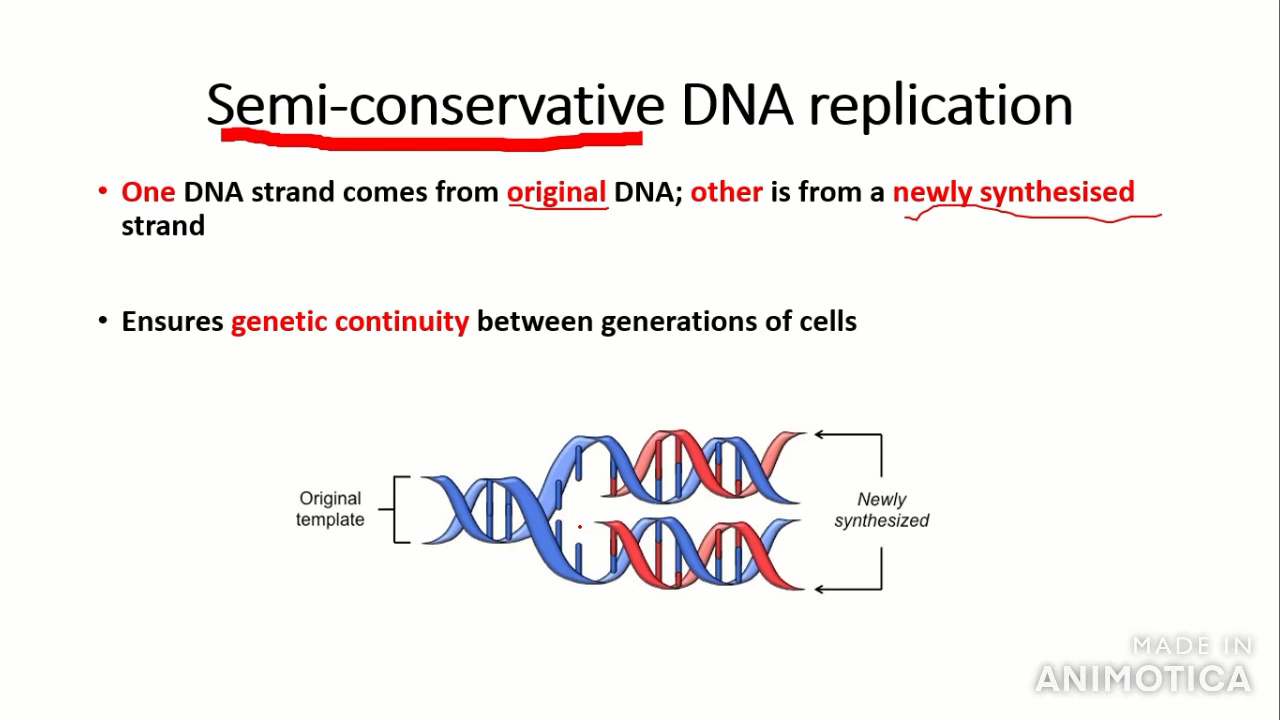 Semi-conservative DNA replication
• One DNA strand comes from original DNA; other is from a newly synthesised
strand
• Ensures genetic continuity between generations of cells
Original
template
Newly
synthesized
MADE IN
ANIMOTICA